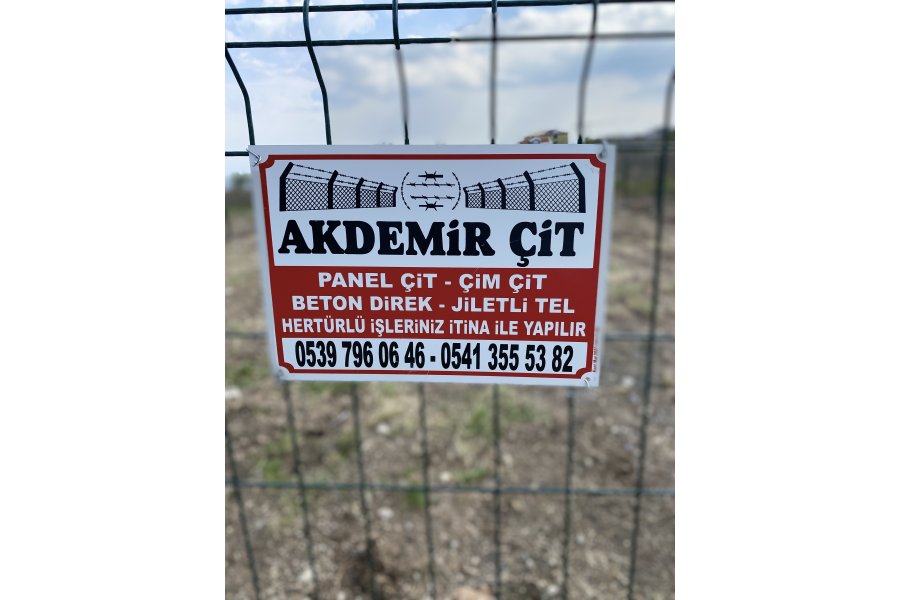 AKDEMİR ÇİT
PANEL ÇİT - ÇİM ÇİT
BETON DİREK - JİLETLİ TEL
HERTÜRLÜ İŞLERİNİZ İTİNA İLE YAPILIR
0539 796 06 46 - 0541 355 53 82